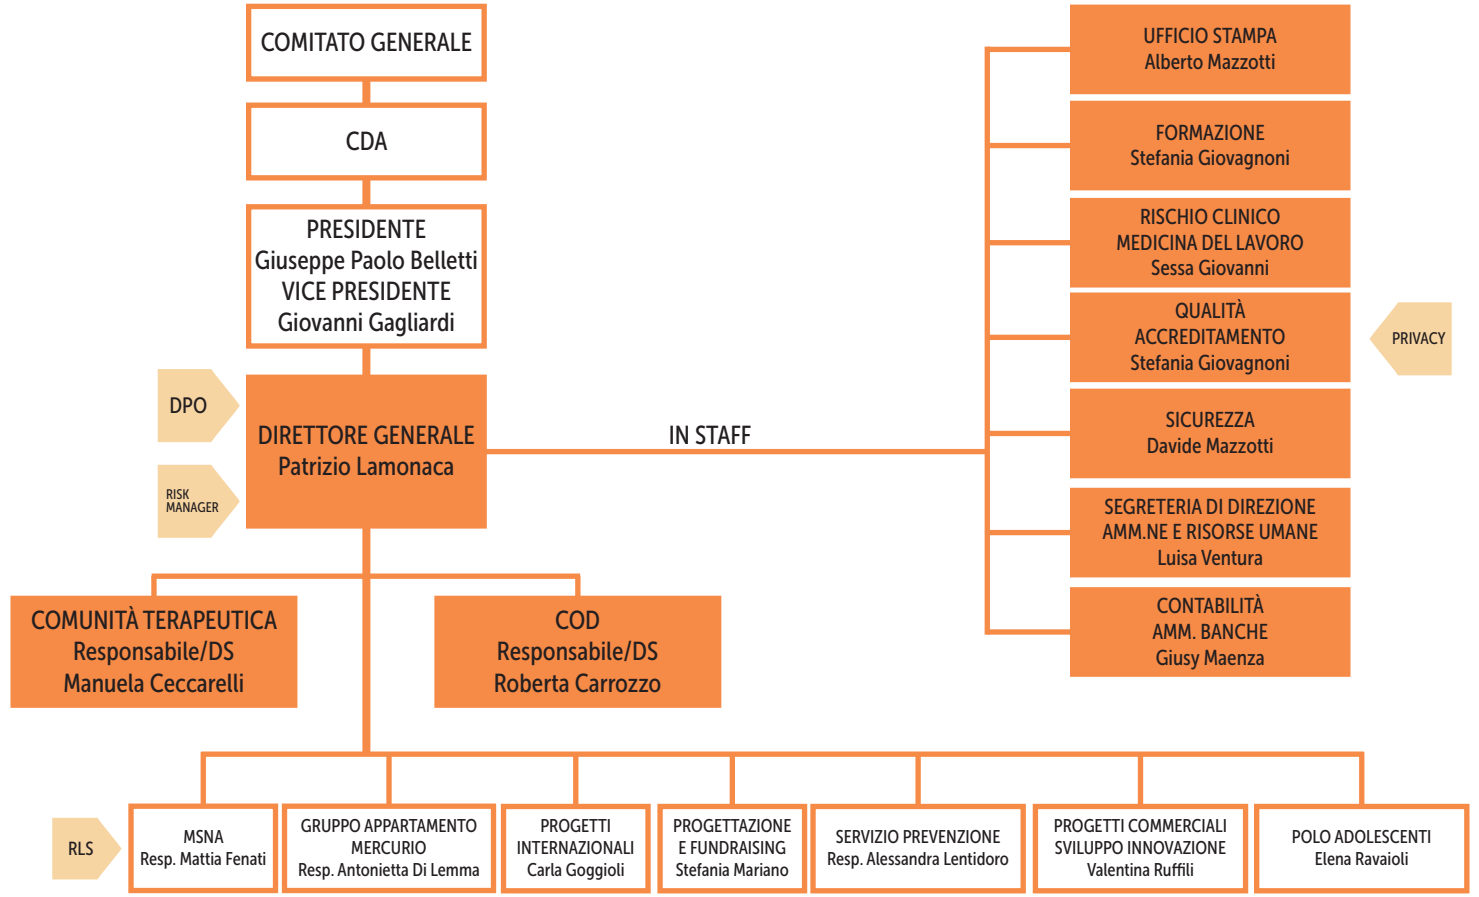 COMITATO GENERALE
CDA
PRESIDENTE
Giuseppe Paolo Belletti
VICE PRESIDENTE
Giovanni Gagliardi
DPO
RISK
MANAGER
DIRETTORE GENERALE
Patrizio Lamonaca
IN STAFF
UFFICIO STAMPA
Alberto Mazzotti
FORMAZIONE
Stefania Giovagnoni
RISCHIO CLINICO
MEDICINA DEL LAVORO
Sessa Giovanni
QUALITÀ
ACCREDITAMENTO
Stefania Giovagnoni
PRIVACY
SICUREZZA
Davide Mazzotti
SEGRETERIA DI DIREZIONE
AMM.NE E RISORSE UMANE
Luisa Ventura
CONTABILITÀ
AMM. BANCHE
Giusy Maenza
COMUNITÀ TERAPEUTICA
Responsabile/DS
Manuela Ceccarelli
COD
Responsabile/DS
Roberta Carrozzo
RLS
MSNA
Resp. Mattia Fenati
GRUPPO APPARTAMENTO
MERCURIO
Resp. Antonietta Di Lemma
PROGETTI
INTERNAZIONALI
Carla Goggioli
PROGETTAZIONE
E FUNDRAISING
Stefania Mariano
SERVIZIO PREVENZIONE
Resp. Alessandra Lentidoro
PROGETTI COMMERCIALI
SVILUPPO INNOVAZIONE
Valentina Ruffili
POLO ADOLESCENTI
Elena Ravaioli